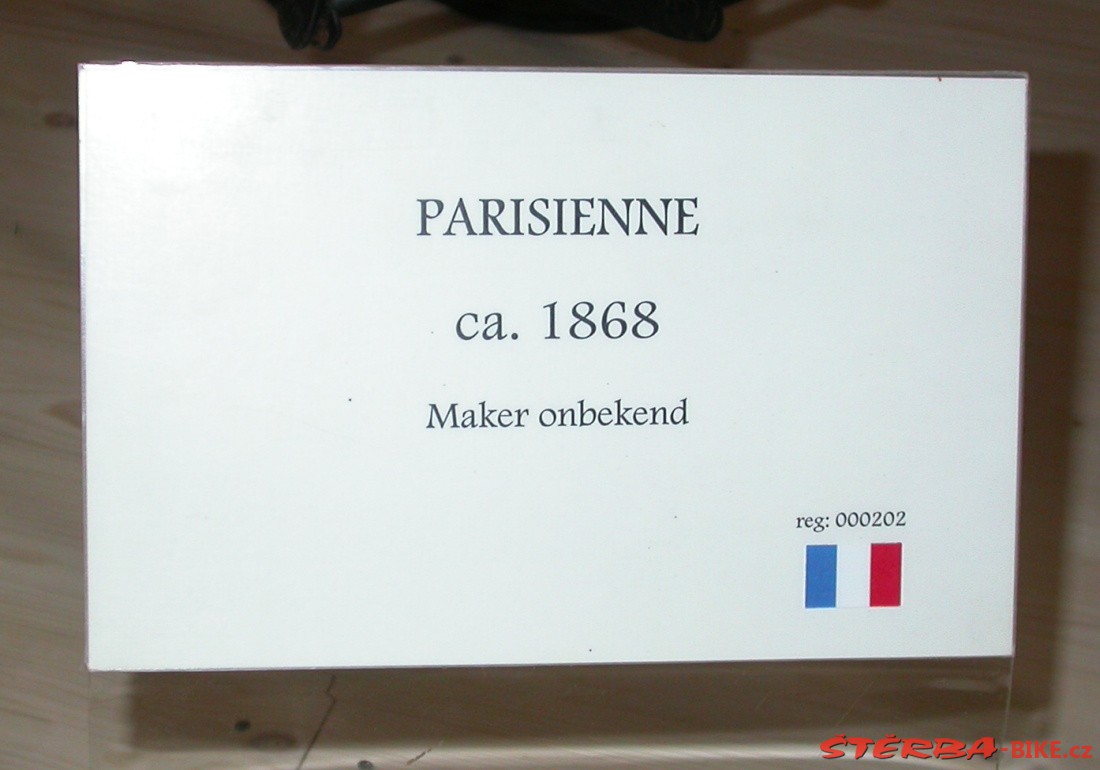 PARISIENNE
ca. 1868
Maker onbekend
reg: 000202
ŠTĚRBA-BIKE.cz